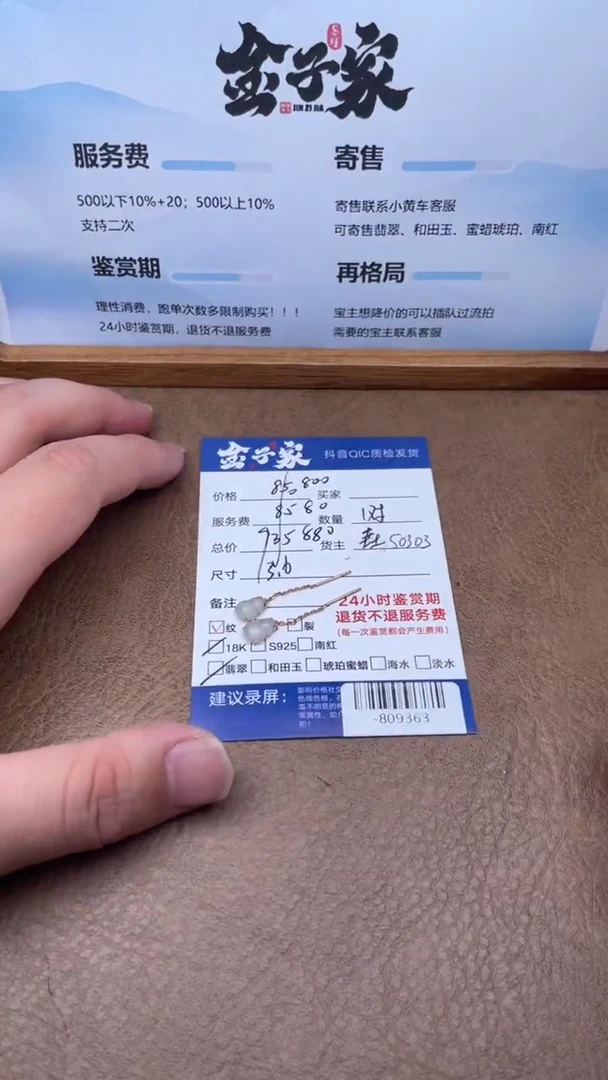 金子家
JIN ZI JIA
服务费
500以下10%+20；500以上10%
支持二次
寄售
寄售联系小黄车客服
可寄售翡翠、和田玉、蜜蜡琥珀、南红
鉴赏期
理性消费，跑单次数多限制购买！！！
24小时鉴赏期，退货不退服务费
再格局
宝主想降价的可以插队过流拍
需要的宝主联系客服
金子家 抖音QIC质检发货
价格 买家
服务费 8580 数量 1对
总价 货主 50303
尺寸
备注
24小时鉴赏期
退货不退服务费
(每一次鉴赏都会产生费用)
纹 裂
18K S925 南红
翡翠 和田玉 琥珀蜜蜡 海水 淡水
建议录屏：
-809363